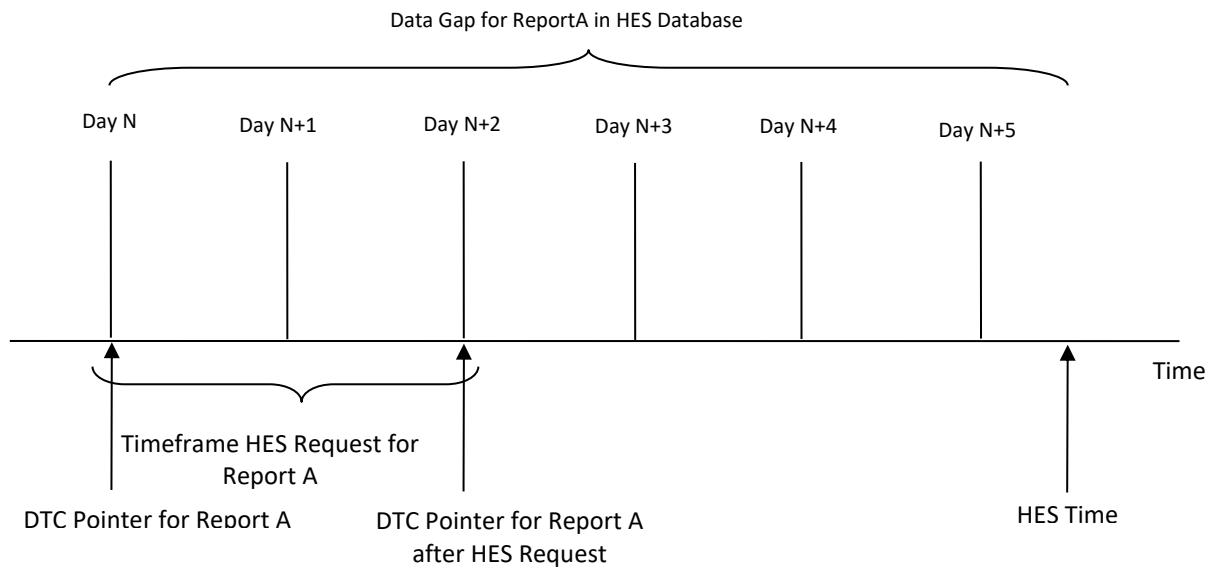 Data Gap for ReportA in HES Database
Day N
Day N+1
Day N+2
Day N+3
Day N+4
Day N+5
Time
Timeframe HES Request for
Report A
DTC Pointer for Report A
DTC Pointer for Report A
after HES Request
HES Time